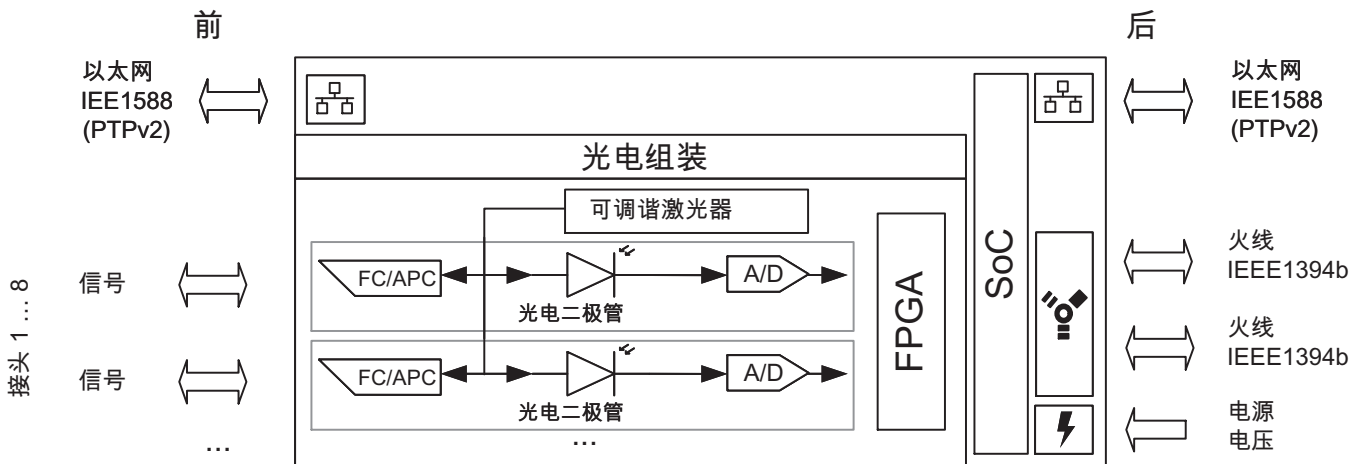 前
后
以太网
IEE1588
(PTPv2)
以太网
IEE1588
(PTPv2)
光电组装
可调谐激光器
接头 1 … 8
信号
FC/APC
A/D
光电二极管
信号
FC/APC
A/D
光电二极管
…
…
FPGA
SoC
火线
IEEE1394b
火线
IEEE1394b
电源
电压